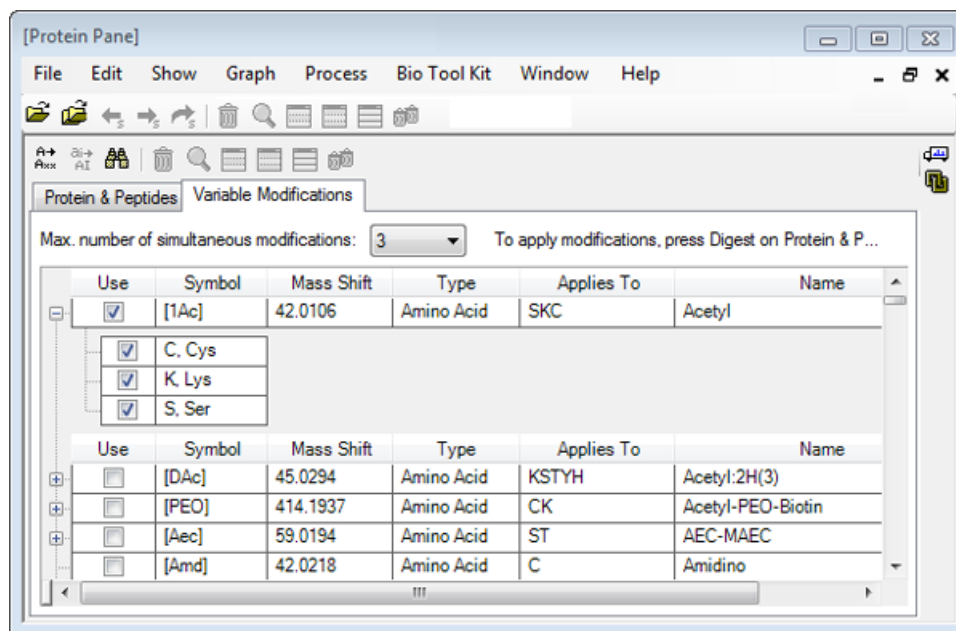 [Protein Pane]
File Edit Show Graph Process Bio Tool Kit Window Help
Protein & Peptides Variable Modifications
Max. number of simultaneous modifications: 3 To apply modifications, press Digest on Protein & P...
Use Symbol Mass Shift Type Applies To Name
[1Ac] 42.0106 Amino Acid SKC Acetyl
C, Cys
K, Lys
S, Ser
Use Symbol Mass Shift Type Applies To Name
[DAc] 45.0294 Amino Acid KSTYH Acetyl:2H(3)
[PEO] 414.1937 Amino Acid CK Acetyl-PEO-Biotin
[Aec] 59.0194 Amino Acid ST AEC-MAEC
[Amd] 42.0218 Amino Acid C Amidino